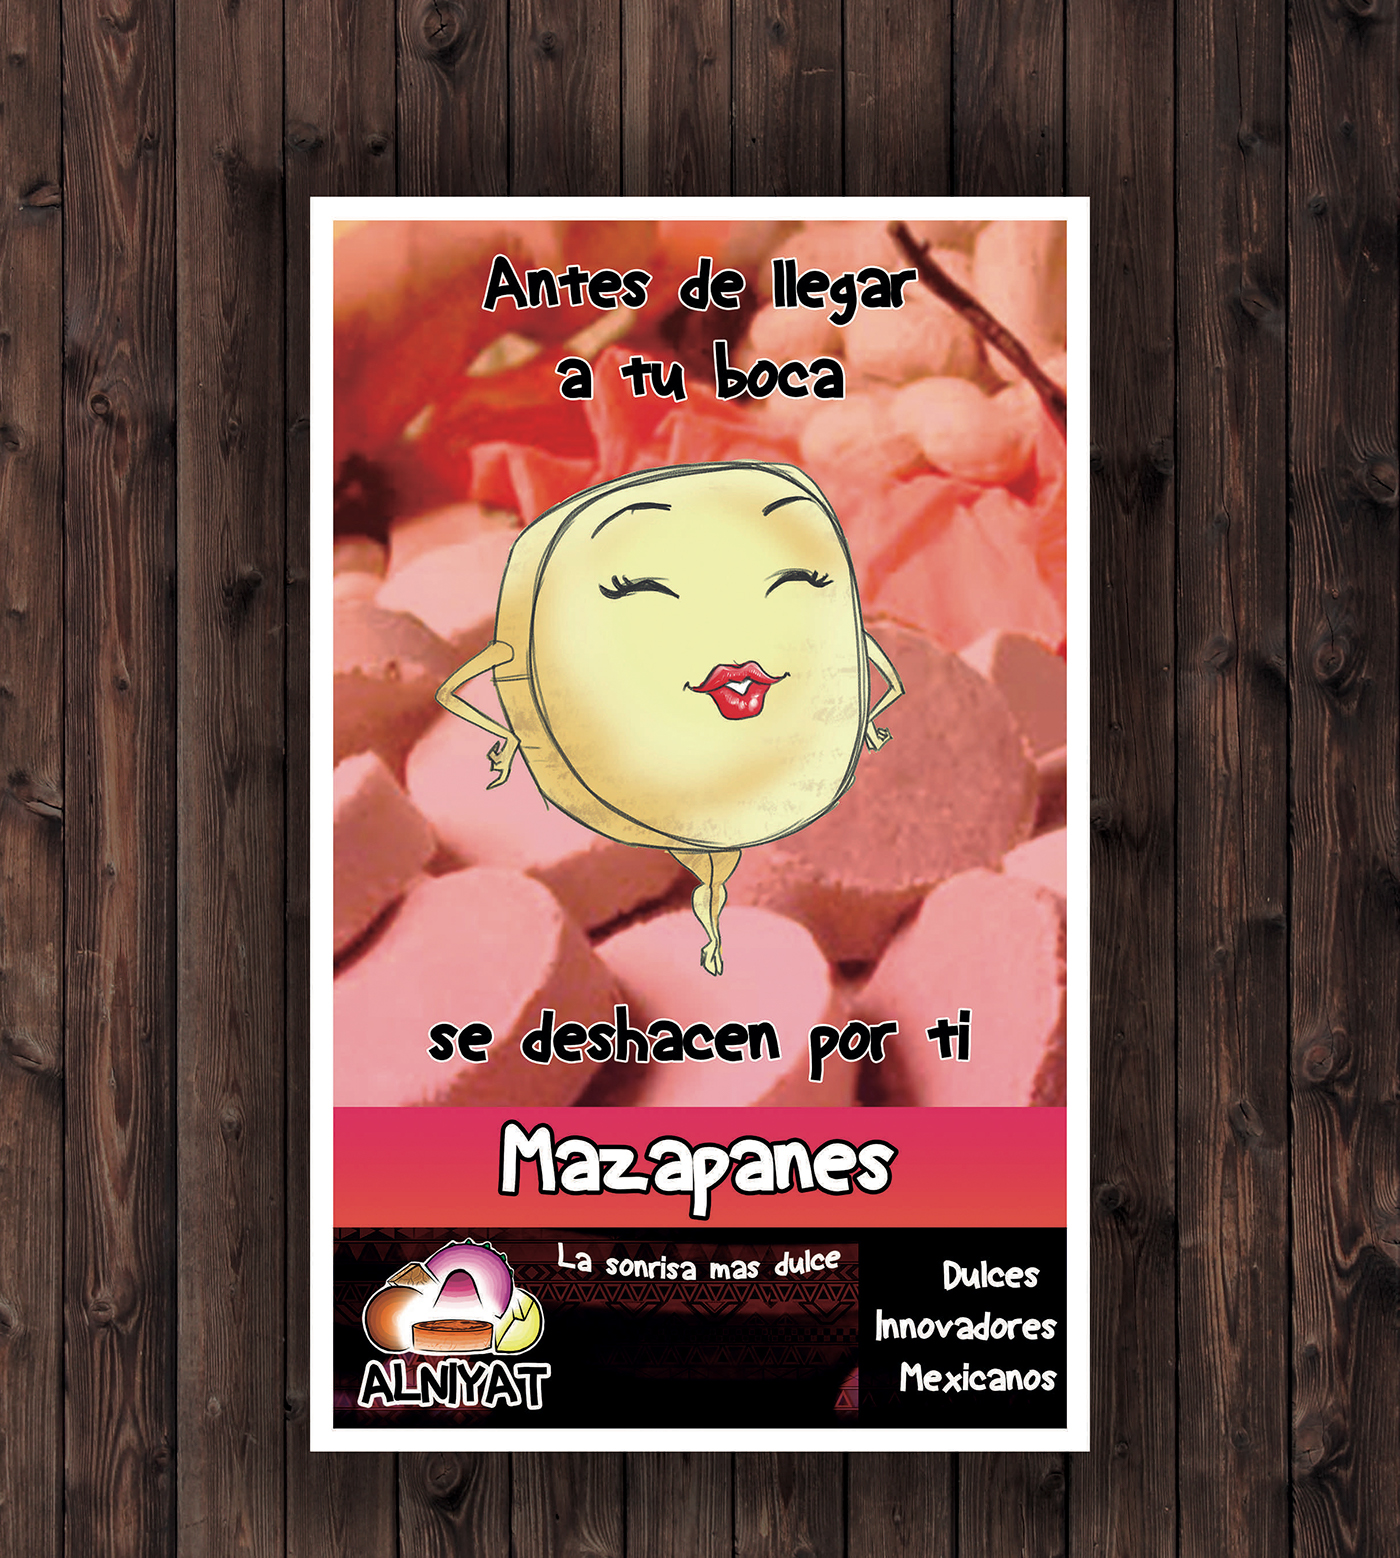 Antes de llegar
a tu boca
se deshacen por ti
Mazapanes
La sonrisa mas dulce
ALNIYAT
Dulces
Innovadores
Mexicanos